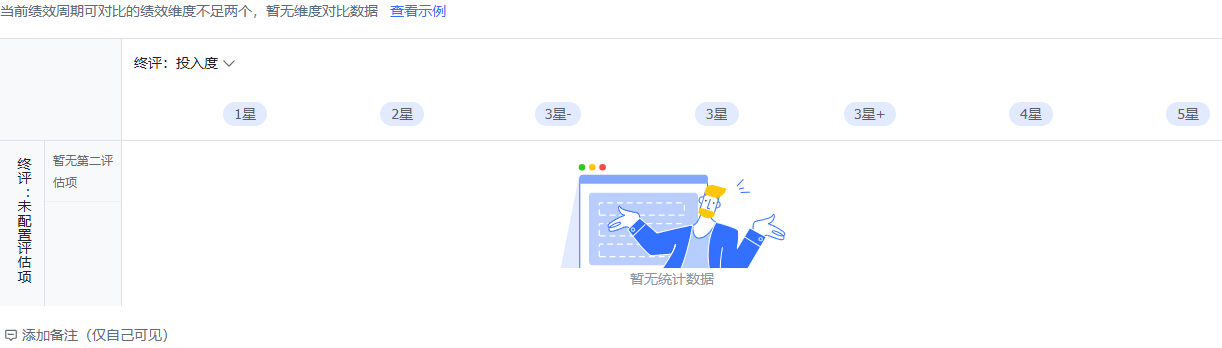 当前绩效周期可对比的绩效维度不足两个，暂无维度对比数据 查看示例
终评：投入度
1星 2星 3星- 3星 3星+ 4星 5星
终评：未配置评估项
暂无第二评
估项
暂无统计数据
添加备注（仅自己可见）